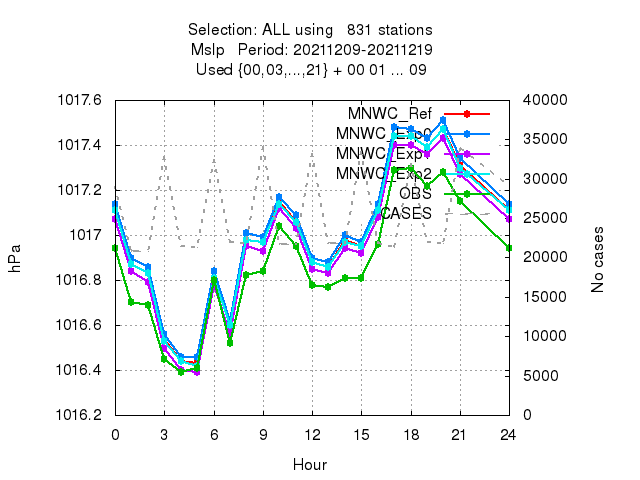 Selection: ALL using   831 stations
Mslp   Period: 20211209-20211219
Used {00,03,...,21} + 00 01 ... 09
1017.6
1017.4
1017.2
1017
1016.8
1016.6
1016.4
1016.2
40000
35000
30000
25000
20000
15000
10000
5000
0
MNWC_Ref
MNWC_Exp0
MNWC_Exp
MNWC_Exp2
OBS
CASES
hPa
No cases
0 3 6 9 12 15 18 21 24
Hour